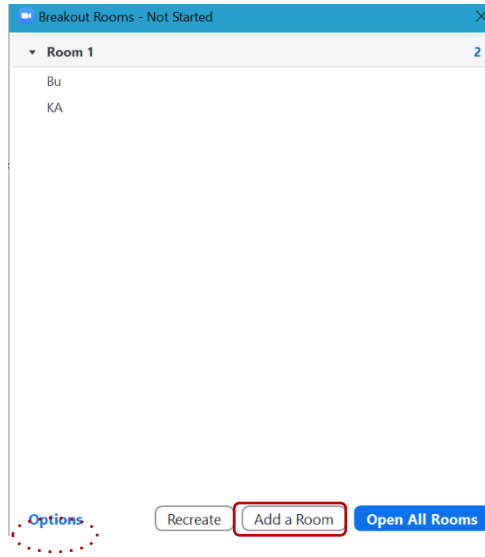 Breakout Rooms - Not Started
Room 1 2
Bu
KA
Options Recreate Add a Room Open All Rooms